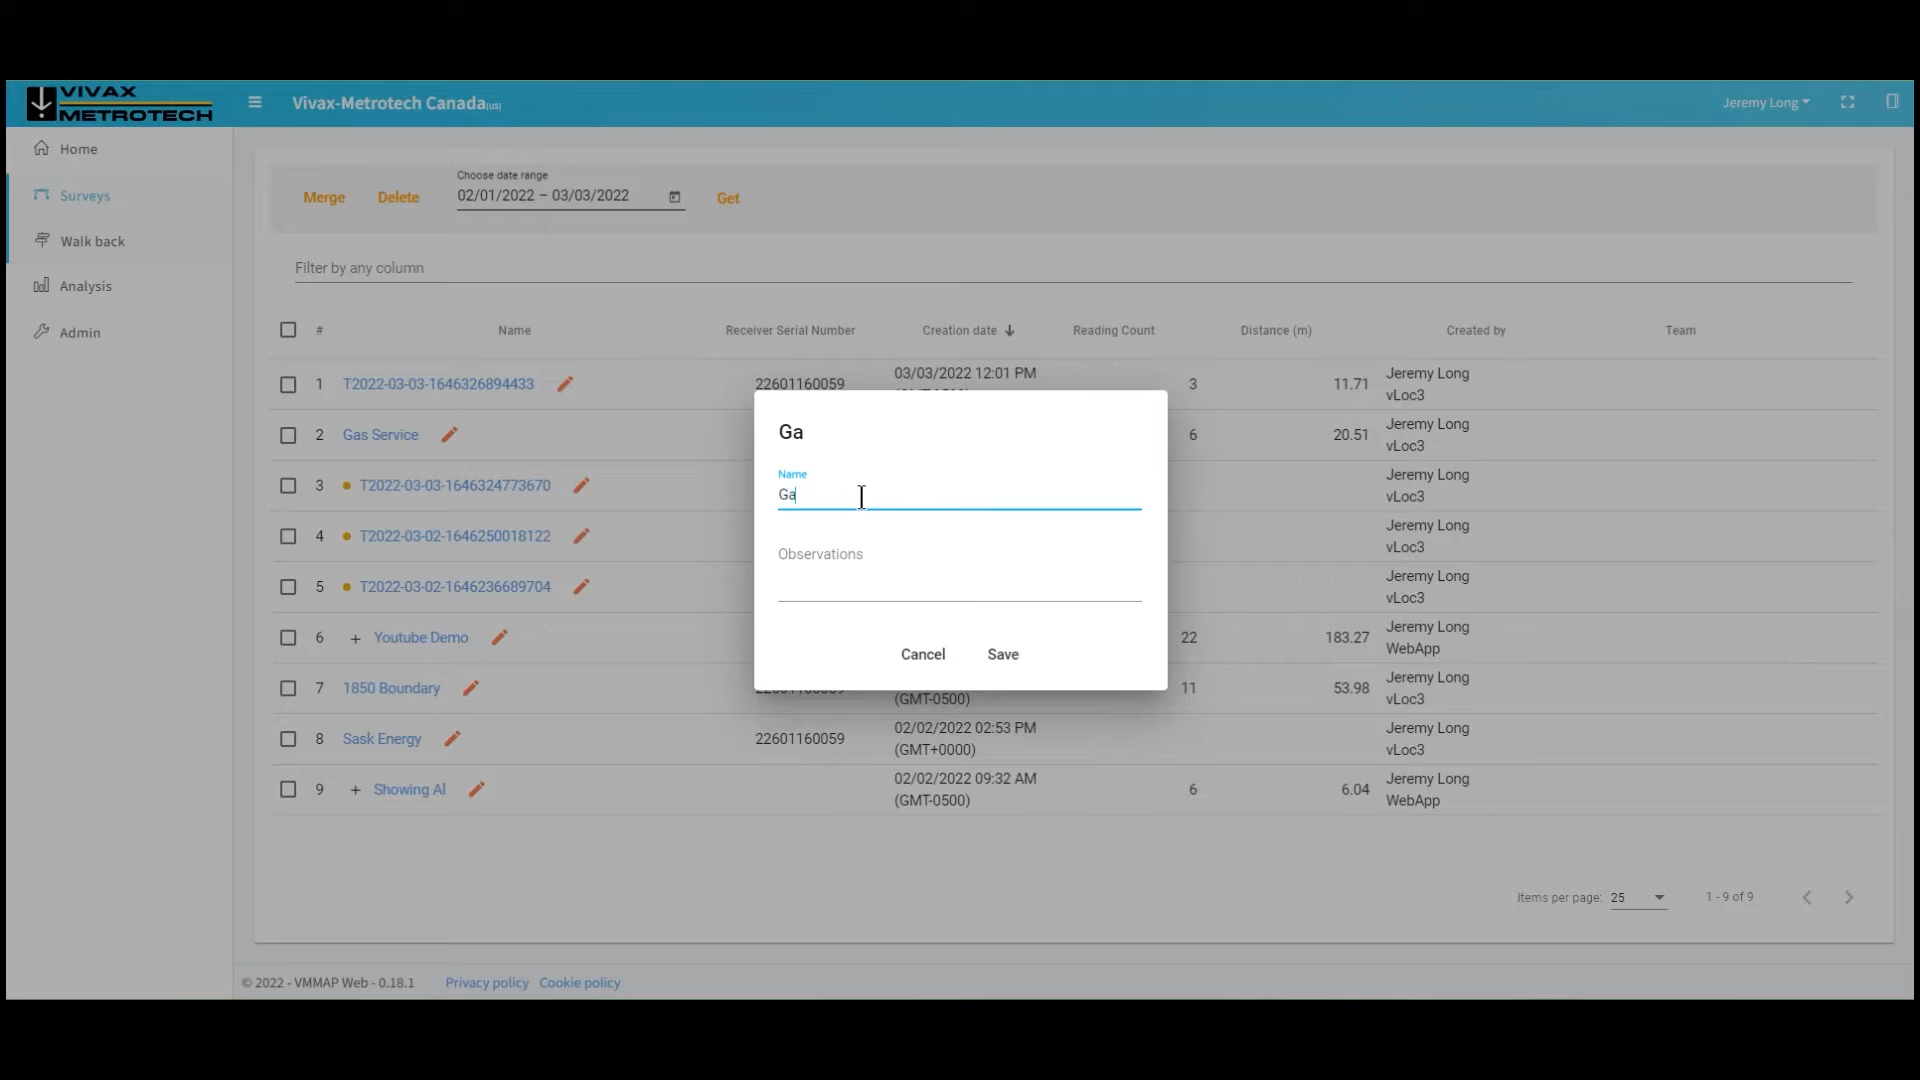 VIVAX
METROTECH
Vivax-Metrotech Canada(us)
Jeremy Long
Home
Surveys
Walk back
Analysis
Admin
Merge
Delete
Choose date range
02/01/2022 – 03/03/2022
Get
Filter by any column
# Name Receiver Serial Number Creation date Reading Count Distance (m) Created by Team
1 T2022-03-03-1646326894433 22601160059 03/03/2022 12:01 PM 3 11.71 Jeremy Long
vLoc3
2 Gas Service 6 20.51 Jeremy Long
vLoc3
3 T2022-03-03-1646324773670 Jeremy Long
vLoc3
4 T2022-03-02-1646250018122 Jeremy Long
vLoc3
5 T2022-03-02-1646236689704 Jeremy Long
vLoc3
6 + Youtube Demo 22 183.27 Jeremy Long
WebApp
7 1850 Boundary (GMT-0500) 11 53.98 Jeremy Long
vLoc3
8 Sask Energy 22601160059 02/02/2022 02:53 PM
(GMT+0000) Jeremy Long
vLoc3
9 + Showing Al 02/02/2022 09:32 AM
(GMT-0500) 6 6.04 Jeremy Long
WebApp
Ga
Name
Ga
Observations
Cancel
Save
Items per page: 25 1 - 9 of 9
© 2022 - VMMAP Web - 0.18.1 Privacy policy Cookie policy